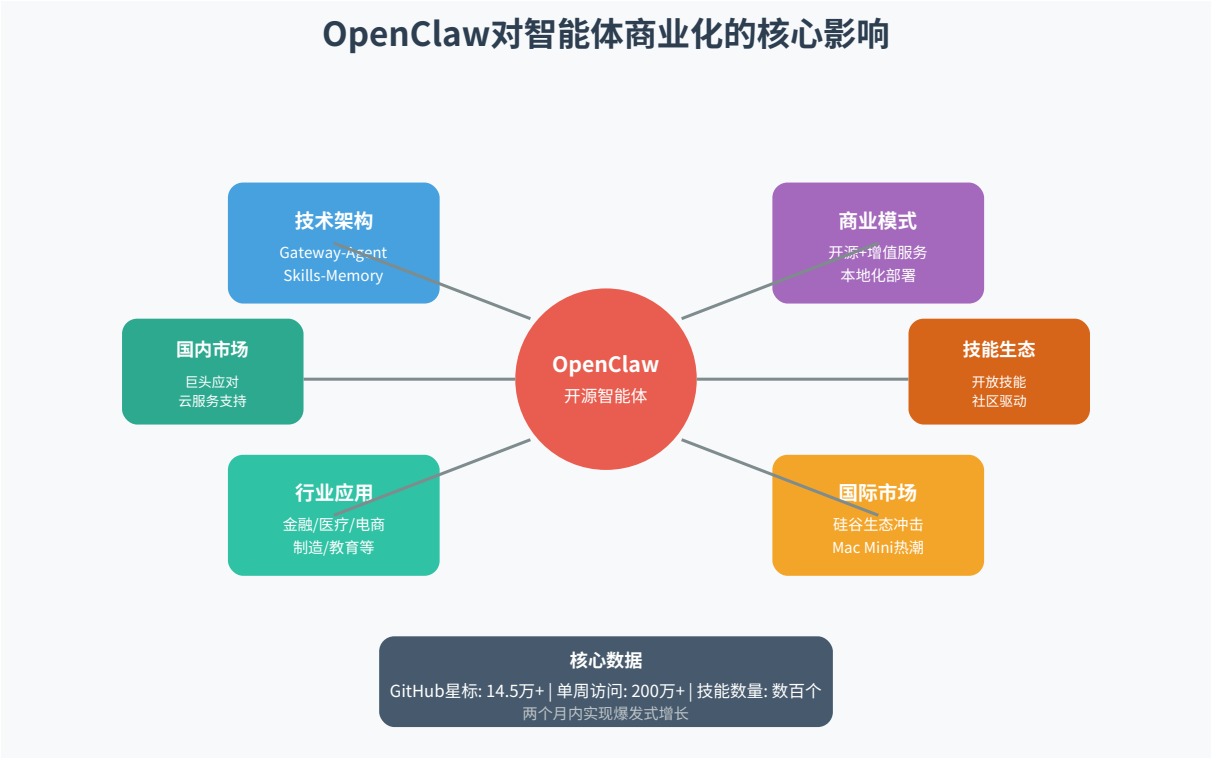 OpenClaw对智能体商业化的核心影响
技术架构
Gateway-Agent
Skills-Memory
商业模式
开源+增值服务
本地化部署
国内市场
巨头应对
云服务支持
OpenClaw
开源智能体
技能生态
开放技能
社区驱动
行业应用
金融/医疗/电商
制造/教育等
国际市场
硅谷生态冲击
Mac Mini热潮
核心数据
GitHub星标: 14.5万+ | 单周访问: 200万+ | 技能数量: 数百个
两个月内实现爆发式增长